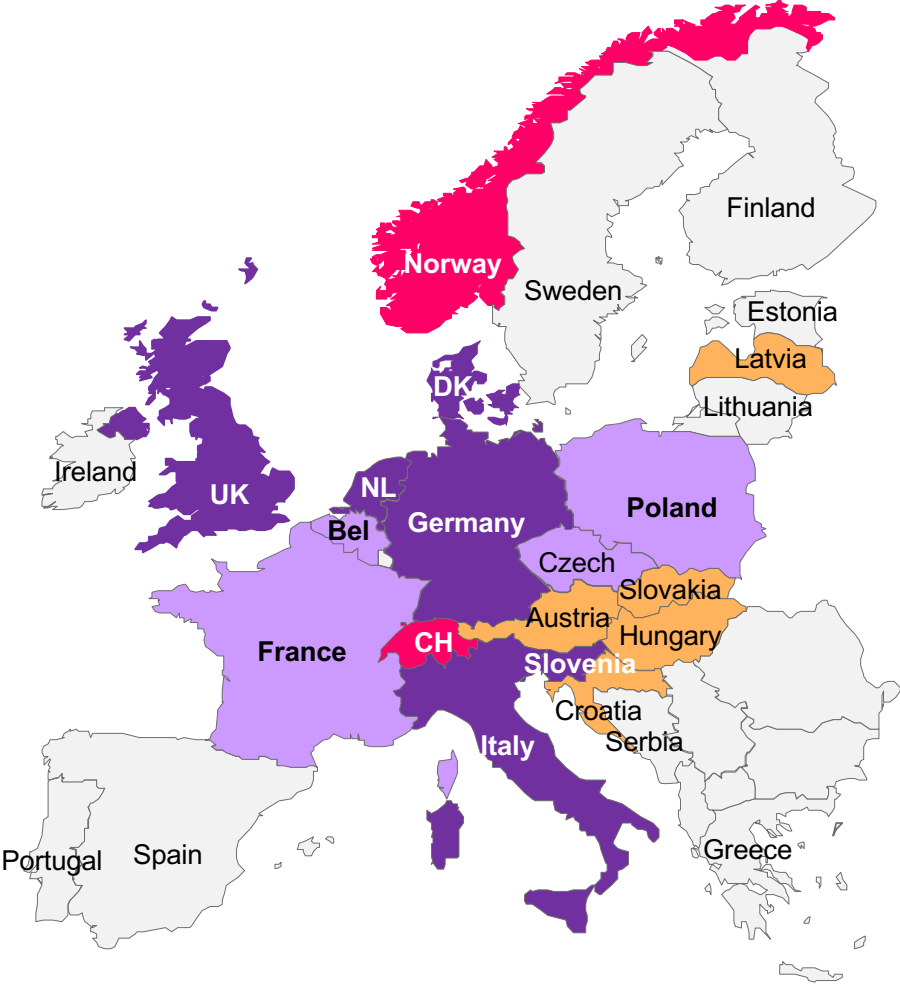 Finland
Norway
Sweden
Estonia
Latvia
DK
Lithuania
Ireland
NL
UK
Poland
Germany
Bel
Czech
Slovakia
Austria
Hungary
CH
France
Slovenia
Croatia
Serbia
Italy
Greece
Spain
Portugal